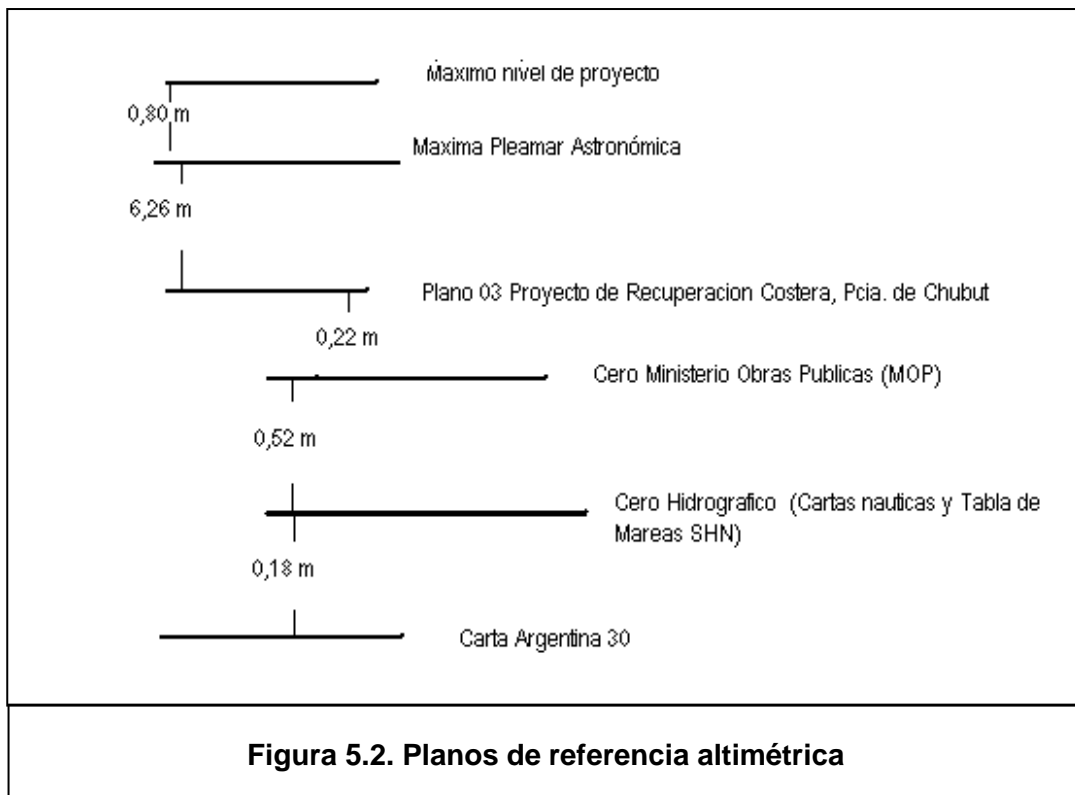 Maximo nivel de proyecto
0,80 m
Maxima Pleamar Astronómica
6,26 m
Plano 03 Proyecto de Recuperacion Costera, Pcia. de Chubut
0,22 m
Cero Ministerio Obras Publicas (MOP)
0,52 m
Cero Hidrografico (Cartas nauticas y Tabla de
Mareas SHN)
0,18 m
Carta Argentina 30
Figura 5.2. Planos de referencia altimétrica